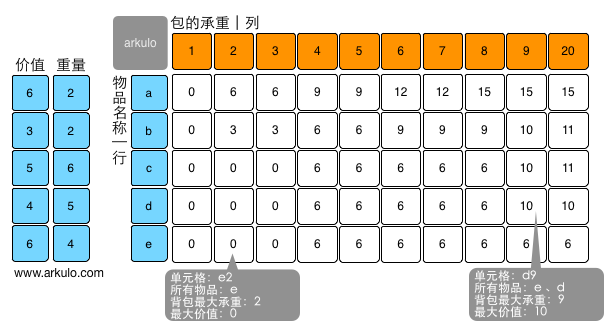 包的承重｜列
arkulo 1 2 3 4 5 6 7 8 9 20
价值 重量
物品名称｜行
6 2 a 0 6 6 9 9 12 12 15 15 15
3 2 b 0 3 3 6 6 9 9 9 10 11
5 6 c 0 0 0 6 6 6 6 6 10 11
4 5 d 0 0 0 6 6 6 6 6 10 10
6 4 e 0 0 0 6 6 6 6 6 6 6
www.arkulo.com
单元格：e2
所有物品：e
背包最大承重：2
最大价值：0
单元格：d9
所有物品：e、d
背包最大承重：9
最大价值：10